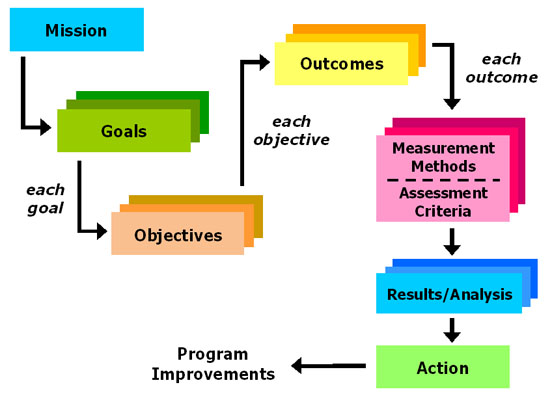 Mission
Goals
each
goal
Objectives
each
objective
Outcomes
each
outcome
Measurement
Methods
Assessment
Criteria
Results/Analysis
Action
Program
Improvements